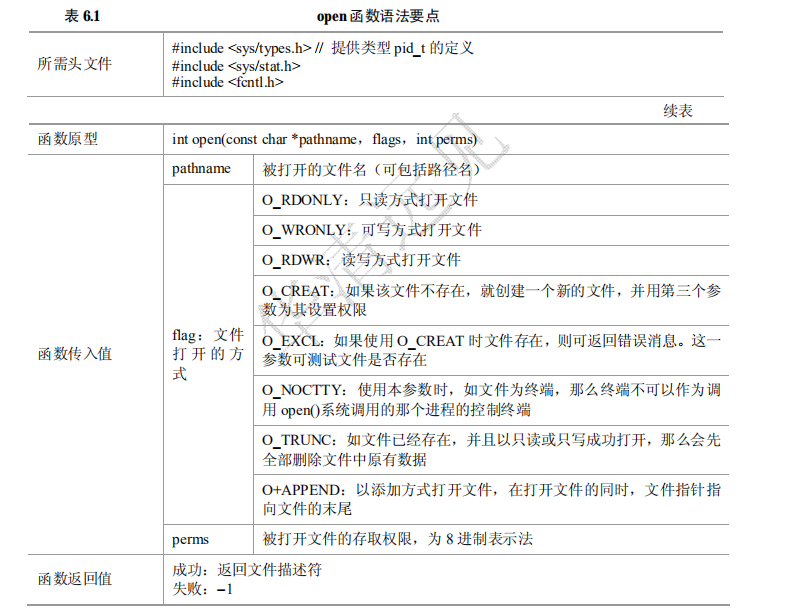 表 6.1 open 函数语法要点
所需头文件
#include <sys/types.h> // 提供类型 pid_t 的定义
#include <sys/stat.h>
#include <fcntl.h>
续表
函数原型
int open(const char *pathname，flags，int perms)
函数传入值
pathname
被打开的文件名（可包括路径名）
flag：文件
打开的方
式
O_RDONLY：只读方式打开文件
O_WRONLY：可写方式打开文件
O_RDWR：读写方式打开文件
O_CREAT：如果该文件不存在，就创建一个新的文件，并用第三个参
数为其设置权限
O_EXCL：如果使用 O_CREAT 时文件存在，则可返回错误消息。这一
参数可测试文件是否存在
O_NOCTTY：使用本参数时，如文件为终端，那么终端不可以作为调
用 open()系统调用的那个进程的控制终端
O_TRUNC：如文件已经存在，并且以只读或只写成功打开，那么会先
全部删除文件中原有数据
O+APPEND：以添加方式打开文件，在打开文件的同时，文件指针指
向文件的末尾
perms
被打开文件的存取权限，为 8 进制表示法
函数返回值
成功：返回文件描述符
失败：−1
华清远见